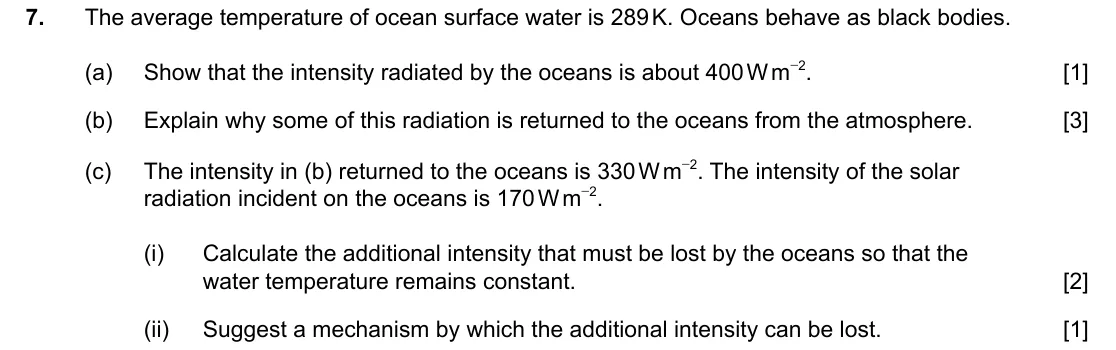 7. The average temperature of ocean surface water is 289 K. Oceans behave as black bodies.
(a) Show that the intensity radiated by the oceans is about 400 W m⁻². [1]
(b) Explain why some of this radiation is returned to the oceans from the atmosphere. [3]
(c) The intensity in (b) returned to the oceans is 330 W m⁻². The intensity of the solar
radiation incident on the oceans is 170 W m⁻².
(i) Calculate the additional intensity that must be lost by the oceans so that the
water temperature remains constant. [2]
(ii) Suggest a mechanism by which the additional intensity can be lost. [1]